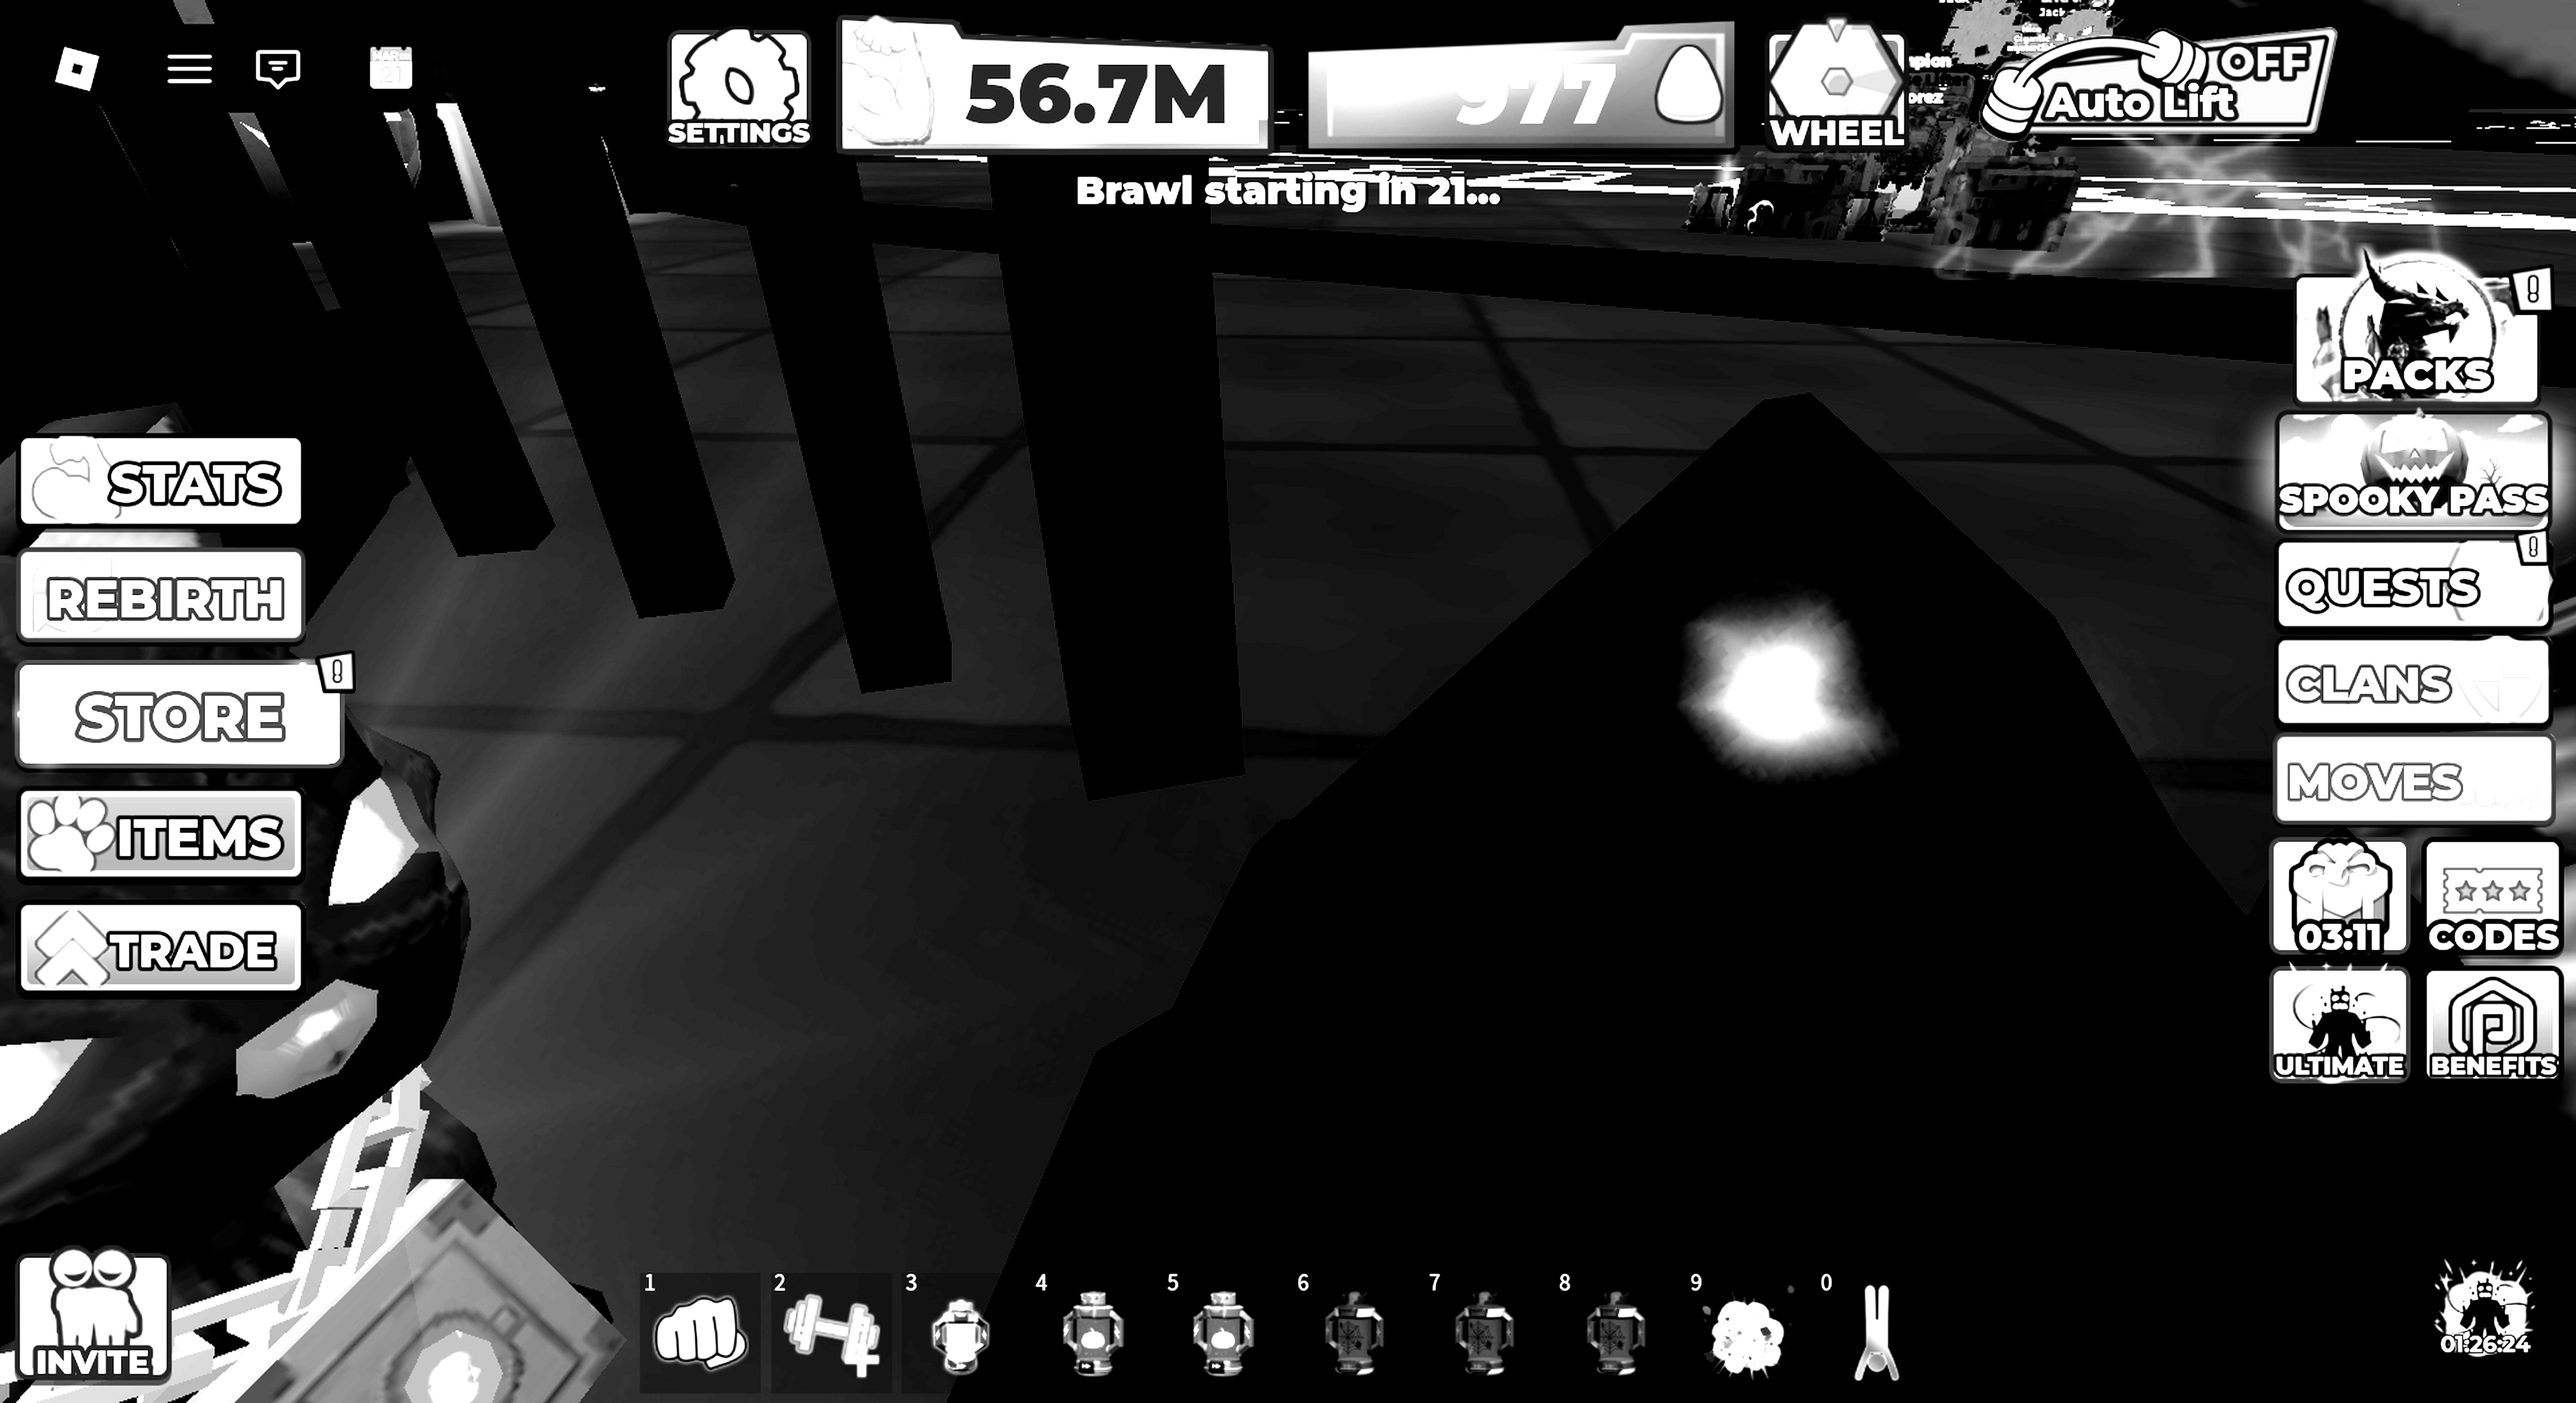 SETTINGS
56.7M
977
WHEEL
OFF
Auto Lift
Brawl starting in 21...
STATS
REBIRTH
STORE
ITEMS
TRADE
INVITE
PACKS
SPOOKY PASS
QUESTS
CLANS
MOVES
03:11
CODES
ULTIMATE
BENEFITS
1 2 3 4 5 6 7 8 9 0
01:26:24